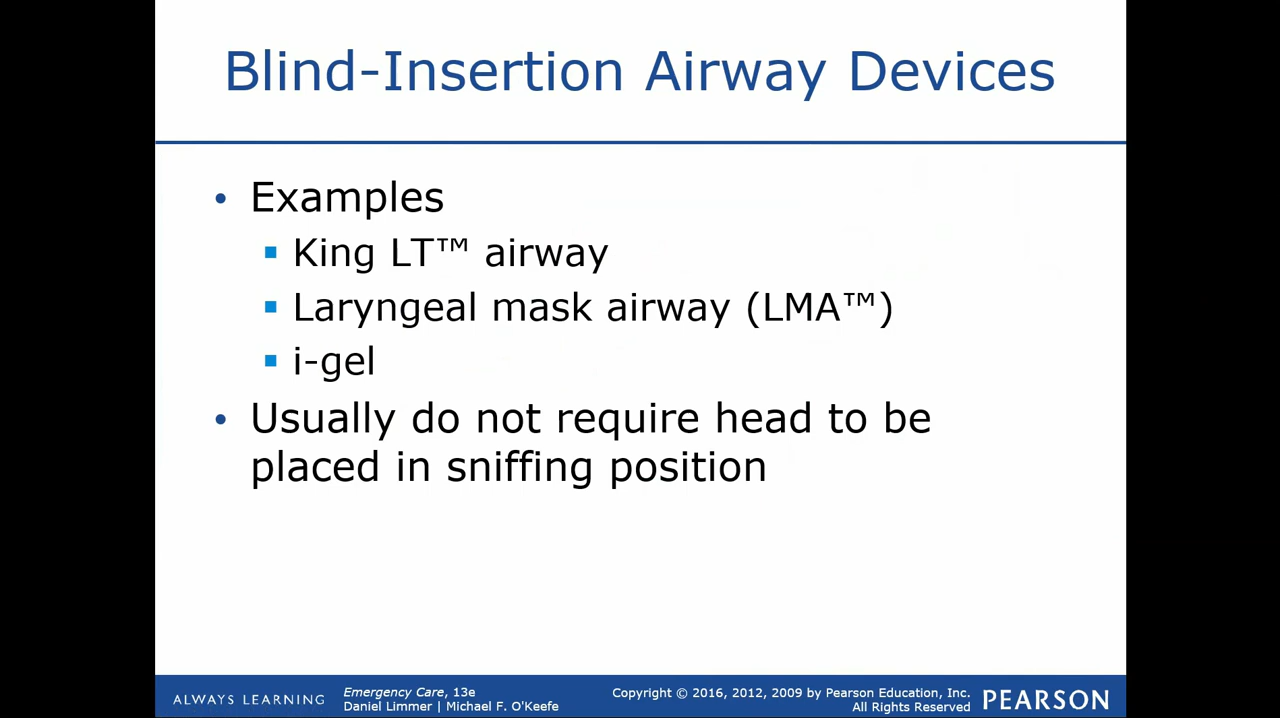 Blind-Insertion Airway Devices
• Examples
▪ King LT™ airway
▪ Laryngeal mask airway (LMA™)
▪ i-gel
• Usually do not require head to be
placed in sniffing position
ALWAYS LEARNING
Emergency Care, 13e
Daniel Limmer | Michael F. O'Keefe
Copyright © 2016, 2012, 2009 by Pearson Education, Inc.
All Rights Reserved
PEARSON